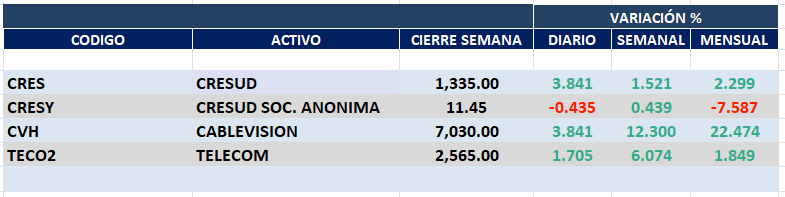 VARIACIÓN %
CODIGO ACTIVO CIERRE SEMANA DIARIO SEMANAL MENSUAL
CRES CRESUD 1,335.00 3.841 1.521 2.299
CRESY CRESUD SOC. ANONIMA 11.45 -0.435 0.439 -7.587
CVH CABLEVISION 7,030.00 3.841 12.300 22.474
TECO2 TELECOM 2,565.00 1.705 6.074 1.849